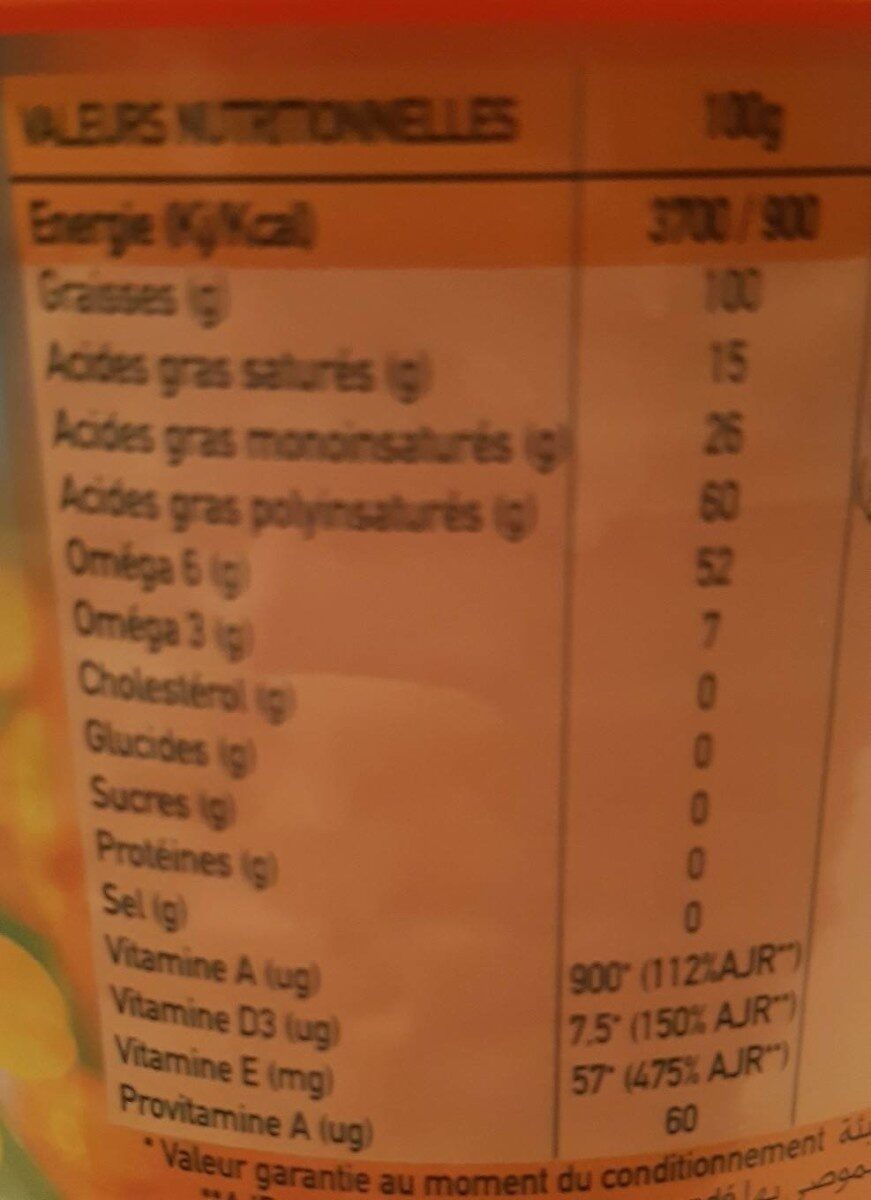 VALEURS NUTRITIONNELLES 100g
Energie (Kj/Kcal) 3700 / 900
Graisses (g) 100
Acides gras saturés (g) 15
Acides gras monoinsaturés (g) 26
Acides gras polyinsaturés (g) 60
Oméga 6 (g) 52
Oméga 3 (g) 7
Cholestérol (g) 0
Glucides (g) 0
Sucres (g) 0
Protéines (g) 0
Sel (g) 0
Vitamine A (ug) 900* (112%AJR**)
Vitamine D3 (ug) 7,5* (150% AJR**)
Vitamine E (mg) 57* (475% AJR**)
Provitamine A (ug) 60
* Valeur garantie au moment du conditionnement